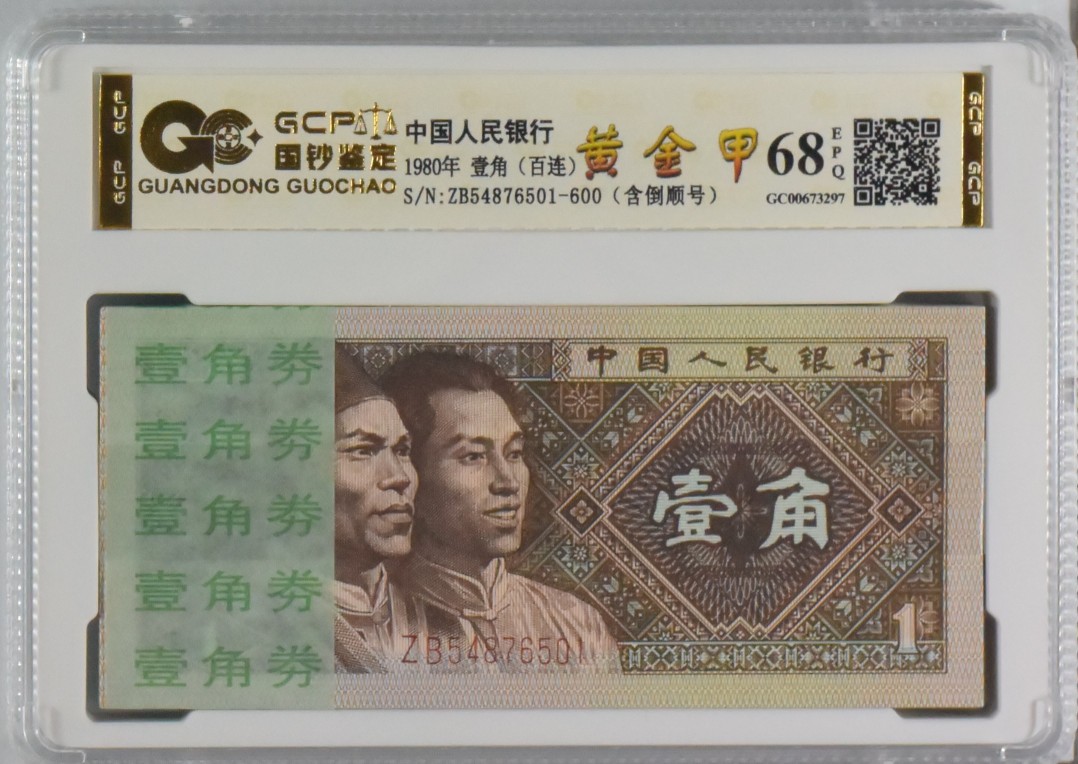 GCP
国钞鉴定
GUANGDONG GUOCHAO
中国人民银行
1980年 壹角（百连）
S/N:ZB54876501-600（含倒顺号）
黄金甲
68
EPQ
GC00673297
GCP
GCP
GCP
GCP
壹角券
壹角券
壹角券
壹角券
壹角券
中国人民银行
壹角
ZB54876501
1